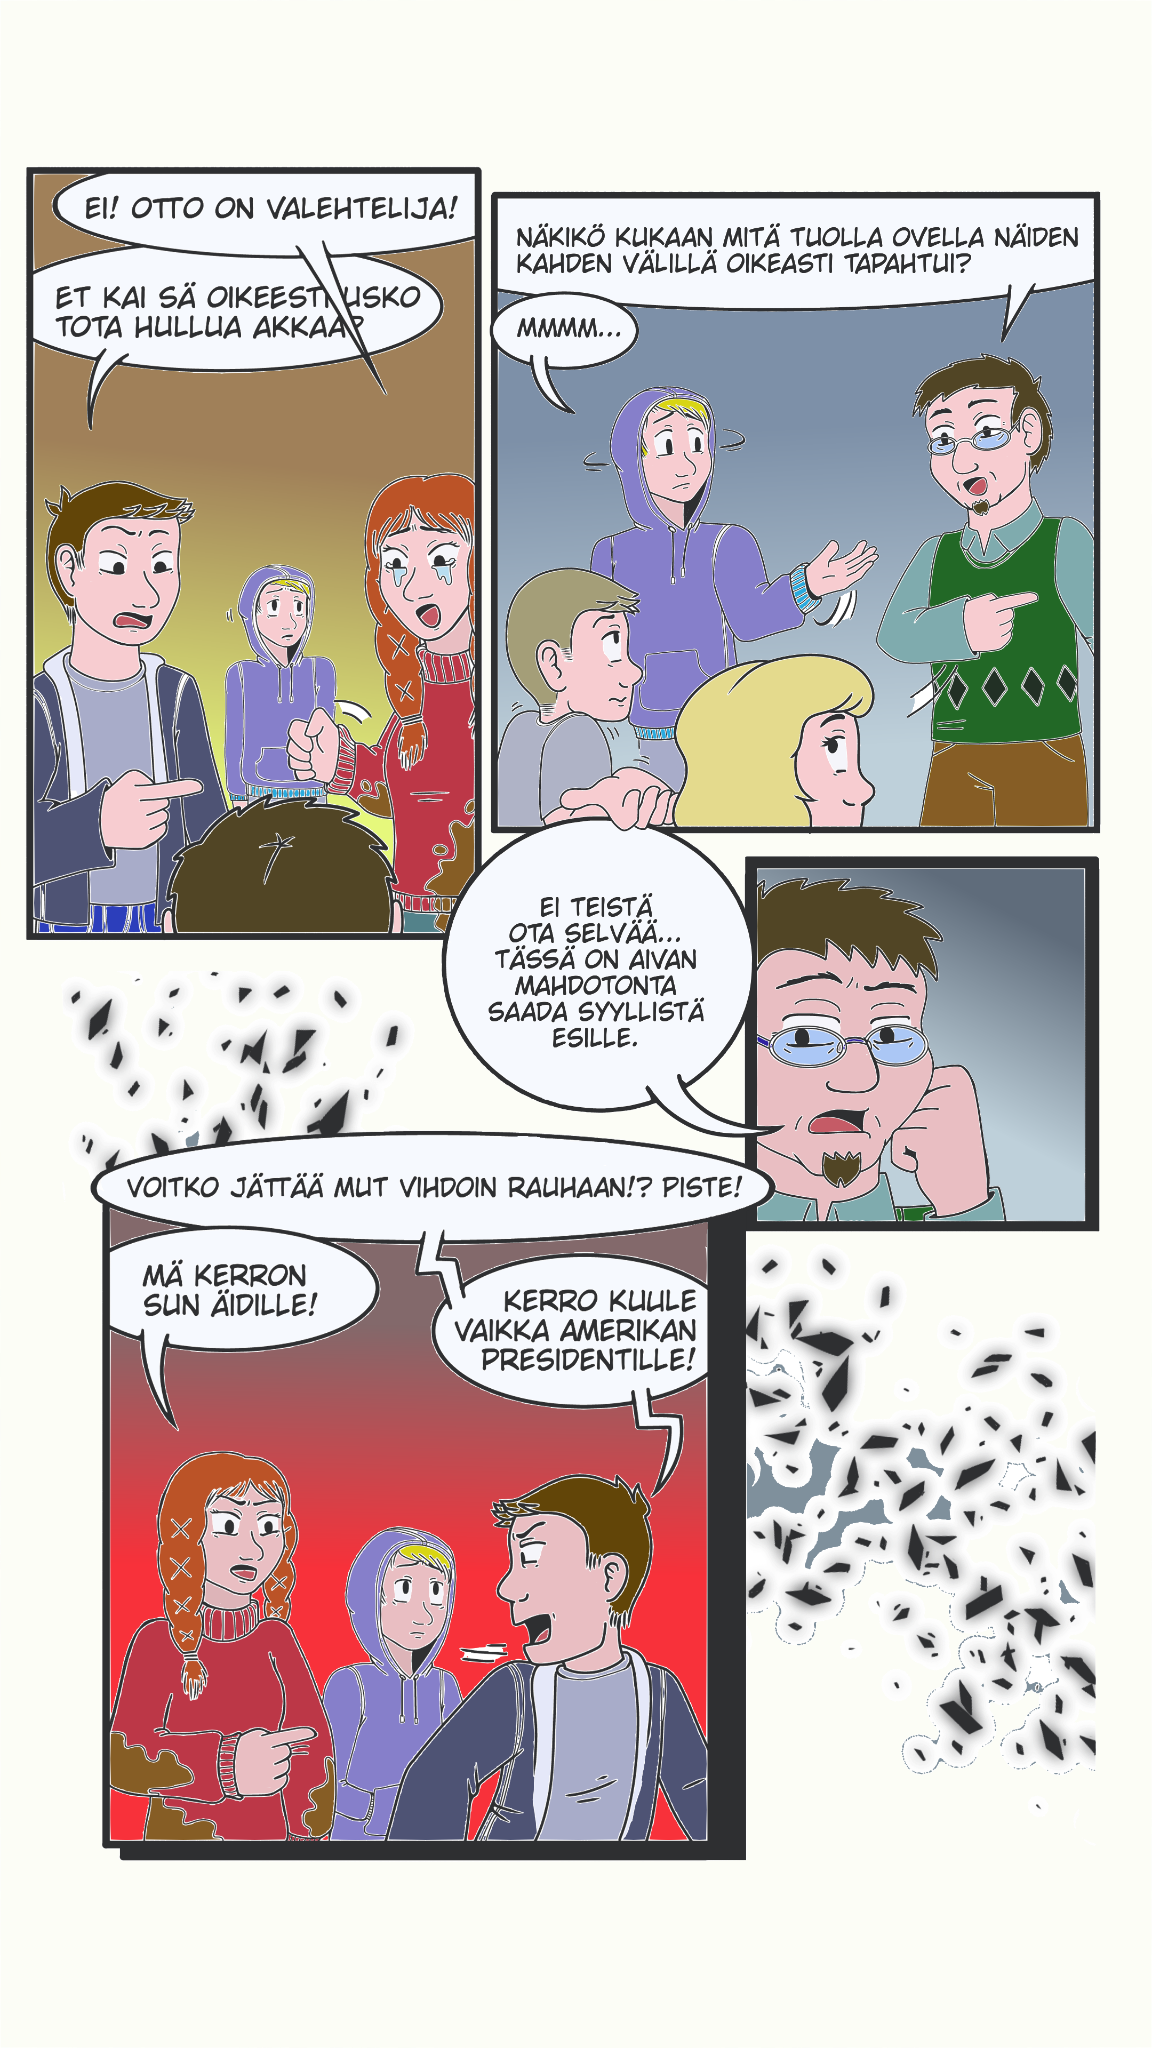 EI! OTTO ON VALEHTELIJA!
ET KAI SÄ OIKEESTI USKO
TOTA HULLUA AKKAA?
NÄKIKÖ KUKAAN MITÄ TUOLLA OVELLA NÄIDEN
KAHDEN VÄLILLÄ OIKEASTI TAPAHTUI?
MMMM...
EI TEISTÄ
OTA SELVÄÄ...
TÄSSÄ ON AIVAN
MAHDOTONTA
SAADA SYYLLISTÄ
ESILLE.
VOITKO JÄTTÄÄ MUT VIHDOIN RAUHAAN!? PISTE!
MÄ KERRON
SUN ÄIDILLE!
KERRO KUULE
VAIKKA AMERIKAN
PRESIDENTILLE!